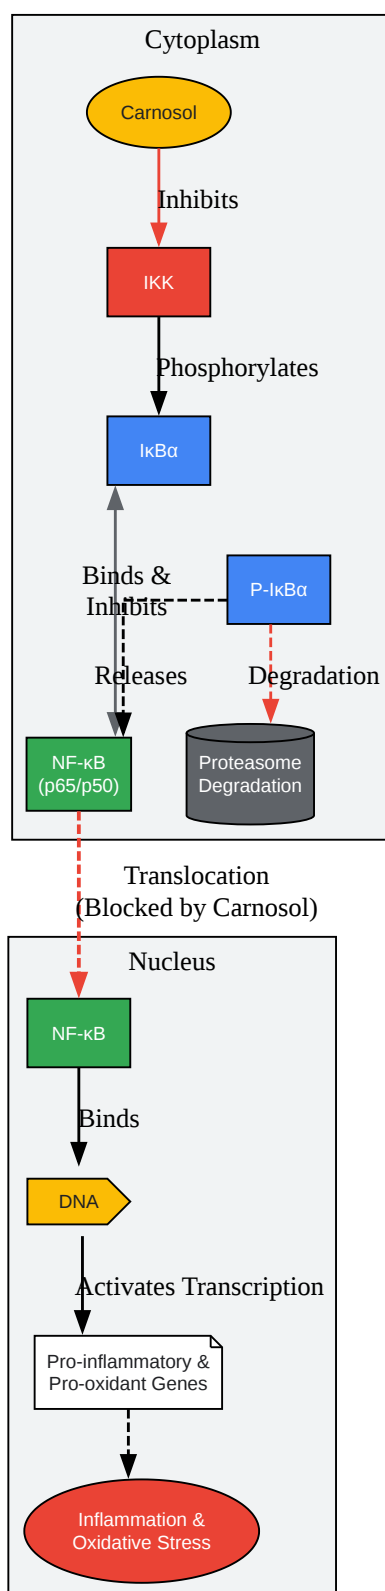 Cytoplasm
Carnosol
Inhibits
IKK
Phosphorylates
IκBα
Binds &
Inhibits
P-IκBα
Releases
Degradation
NF-κB
(p65/p50)
Proteasome
Degradation
Translocation
(Blocked by Carnosol)
Nucleus
NF-κB
Binds
DNA
Activates Transcription
Pro-inflammatory &
Pro-oxidant Genes
Inflammation &
Oxidative Stress